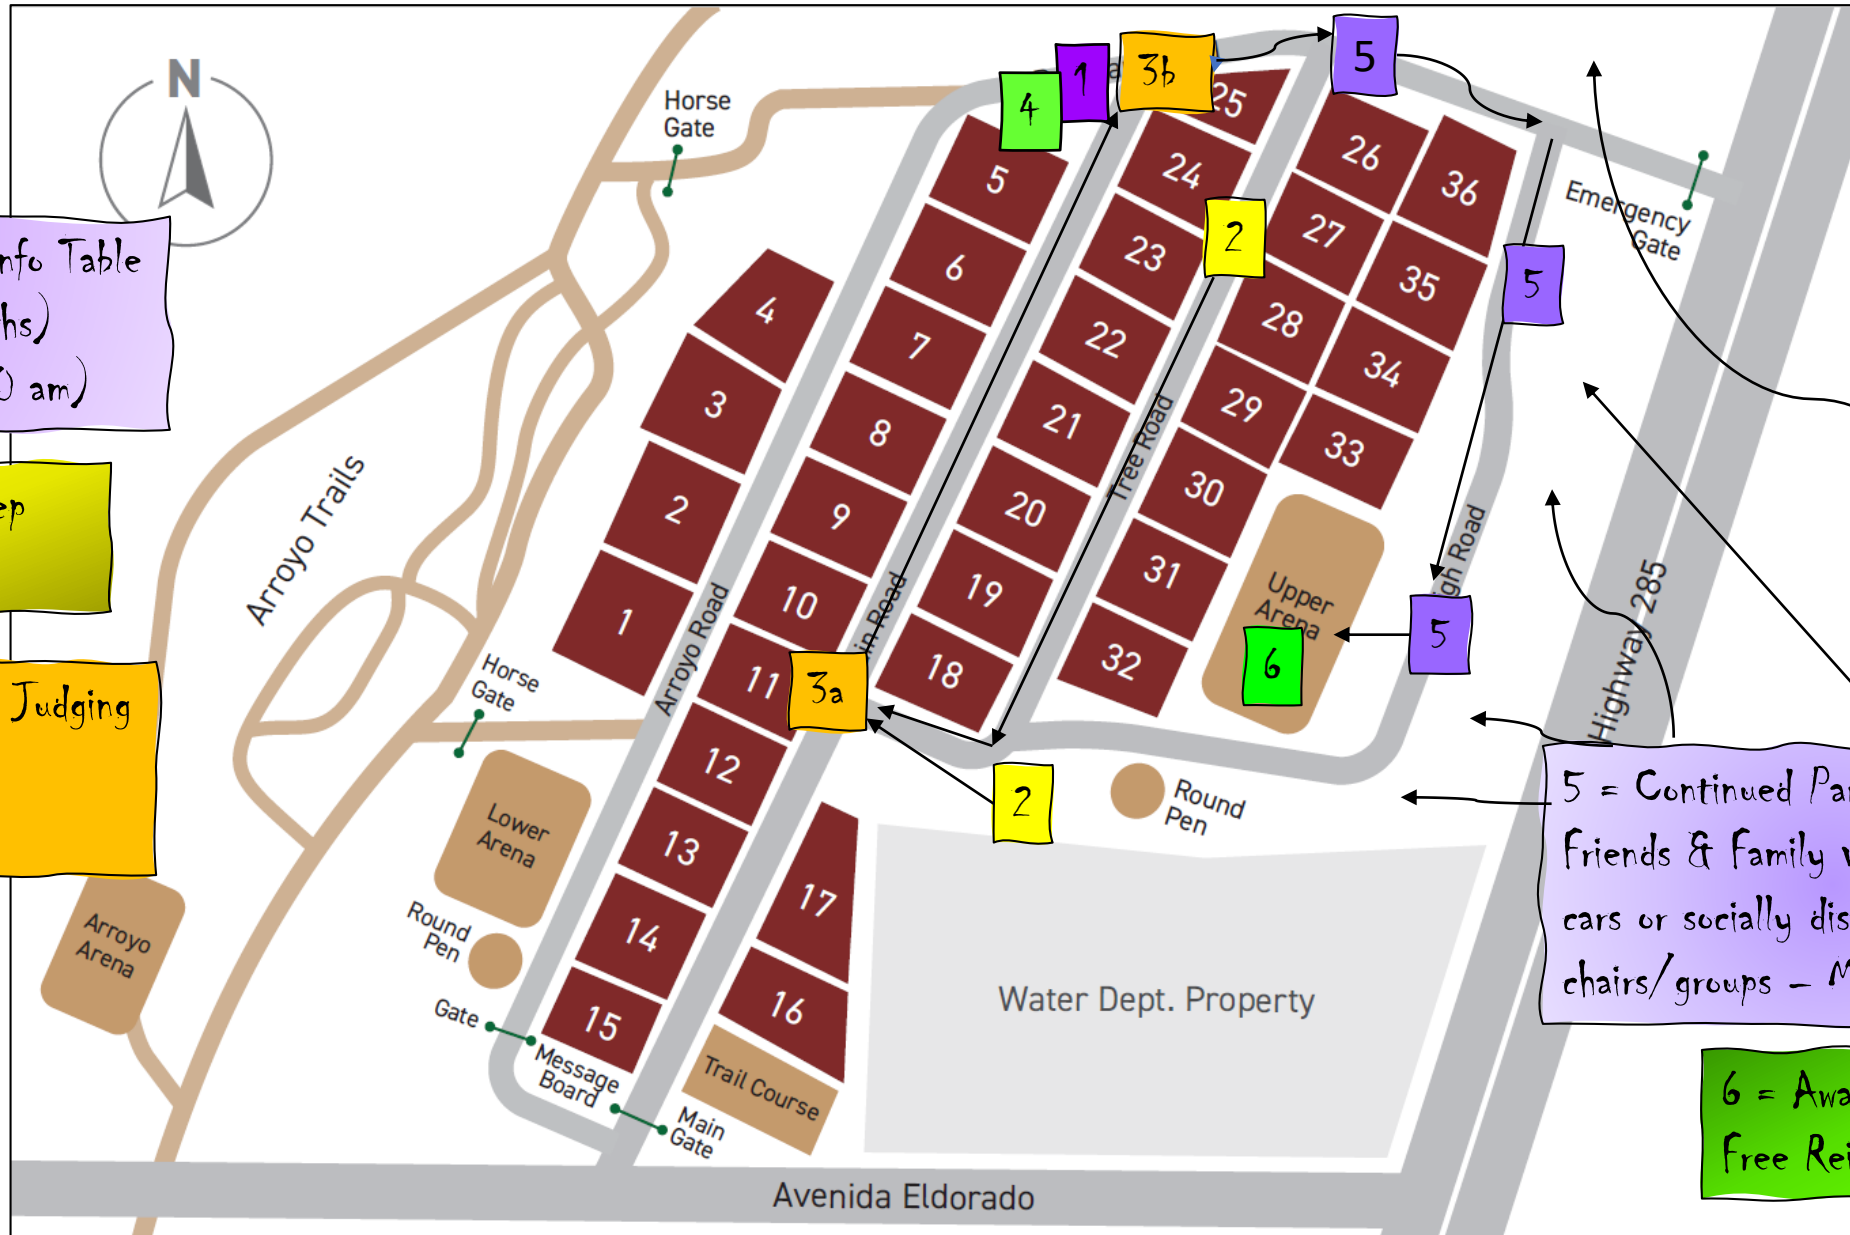 N
Horse
Gate
4
1
3b
5
25
5
24
26
36
Emergency
Gate
6
23
2
27
35
5
4
7
22
28
34
3
8
21
29
33
Tree Road
2
9
20
30
Arroyo Trails
1
10
19
31
Upper
Arena
Arroyo Road
11
3a
18
32
6
5
Highway 285
Horse
Gate
12
2
Round
Pen
Lower
Arena
13
17
Round
Pen
14
16
Arroyo
Arena
Gate
15
Message
Board
Trail Course
Main
Gate
Water Dept. Property
Avenida Eldorado
Table
am)
Judging
5 = Continued
Friends & Family
cars or socially
chairs/groups –
6 =
Free